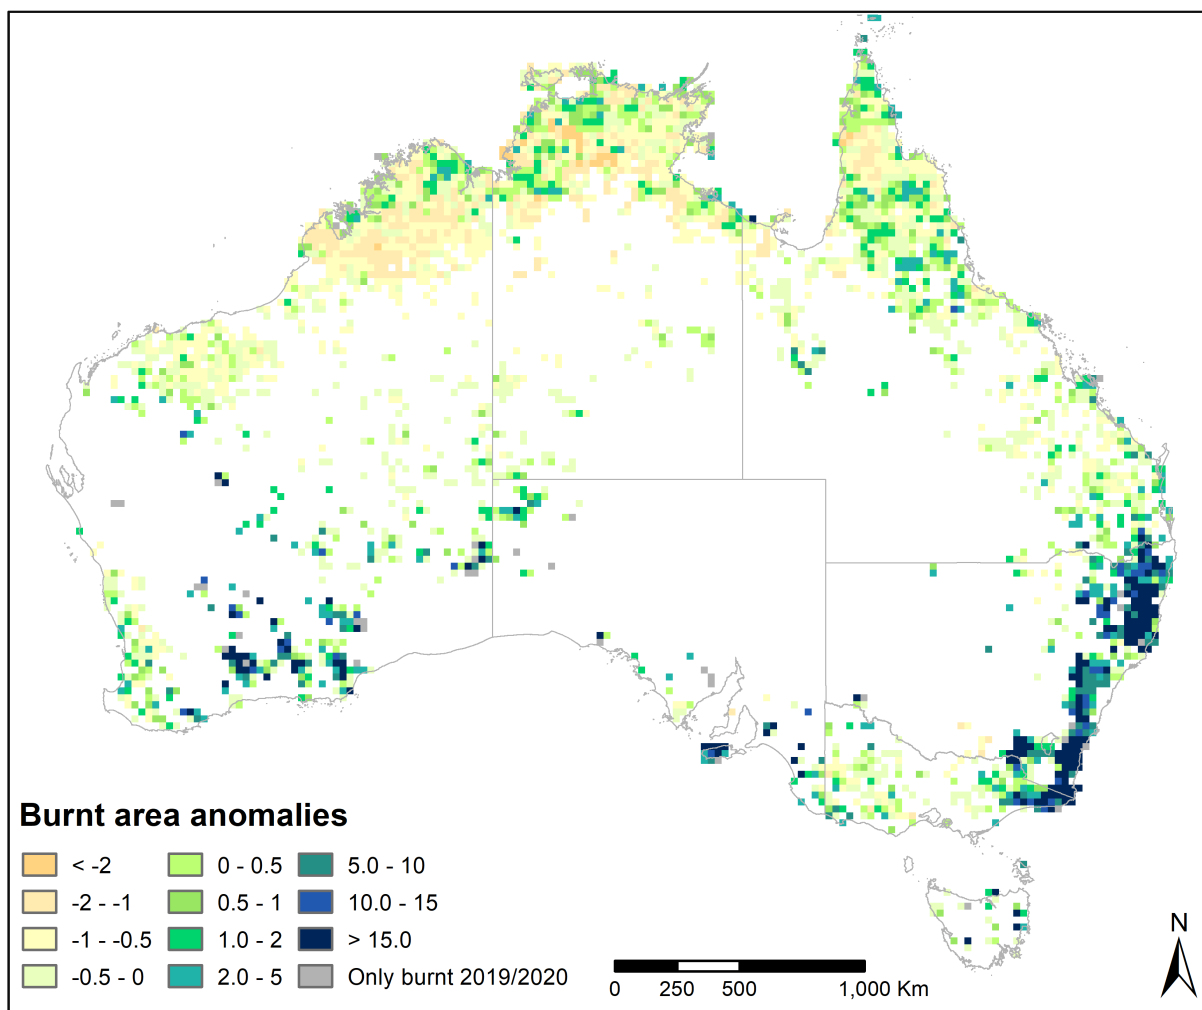 Burnt area anomalies
< -2 0 - 0.5 5.0 - 10
-2 - -1 0.5 - 1 10.0 - 15
-1 - -0.5 1.0 - 2 > 15.0
-0.5 - 0 2.0 - 5 Only burnt 2019/2020
0 250 500 1,000 Km
N